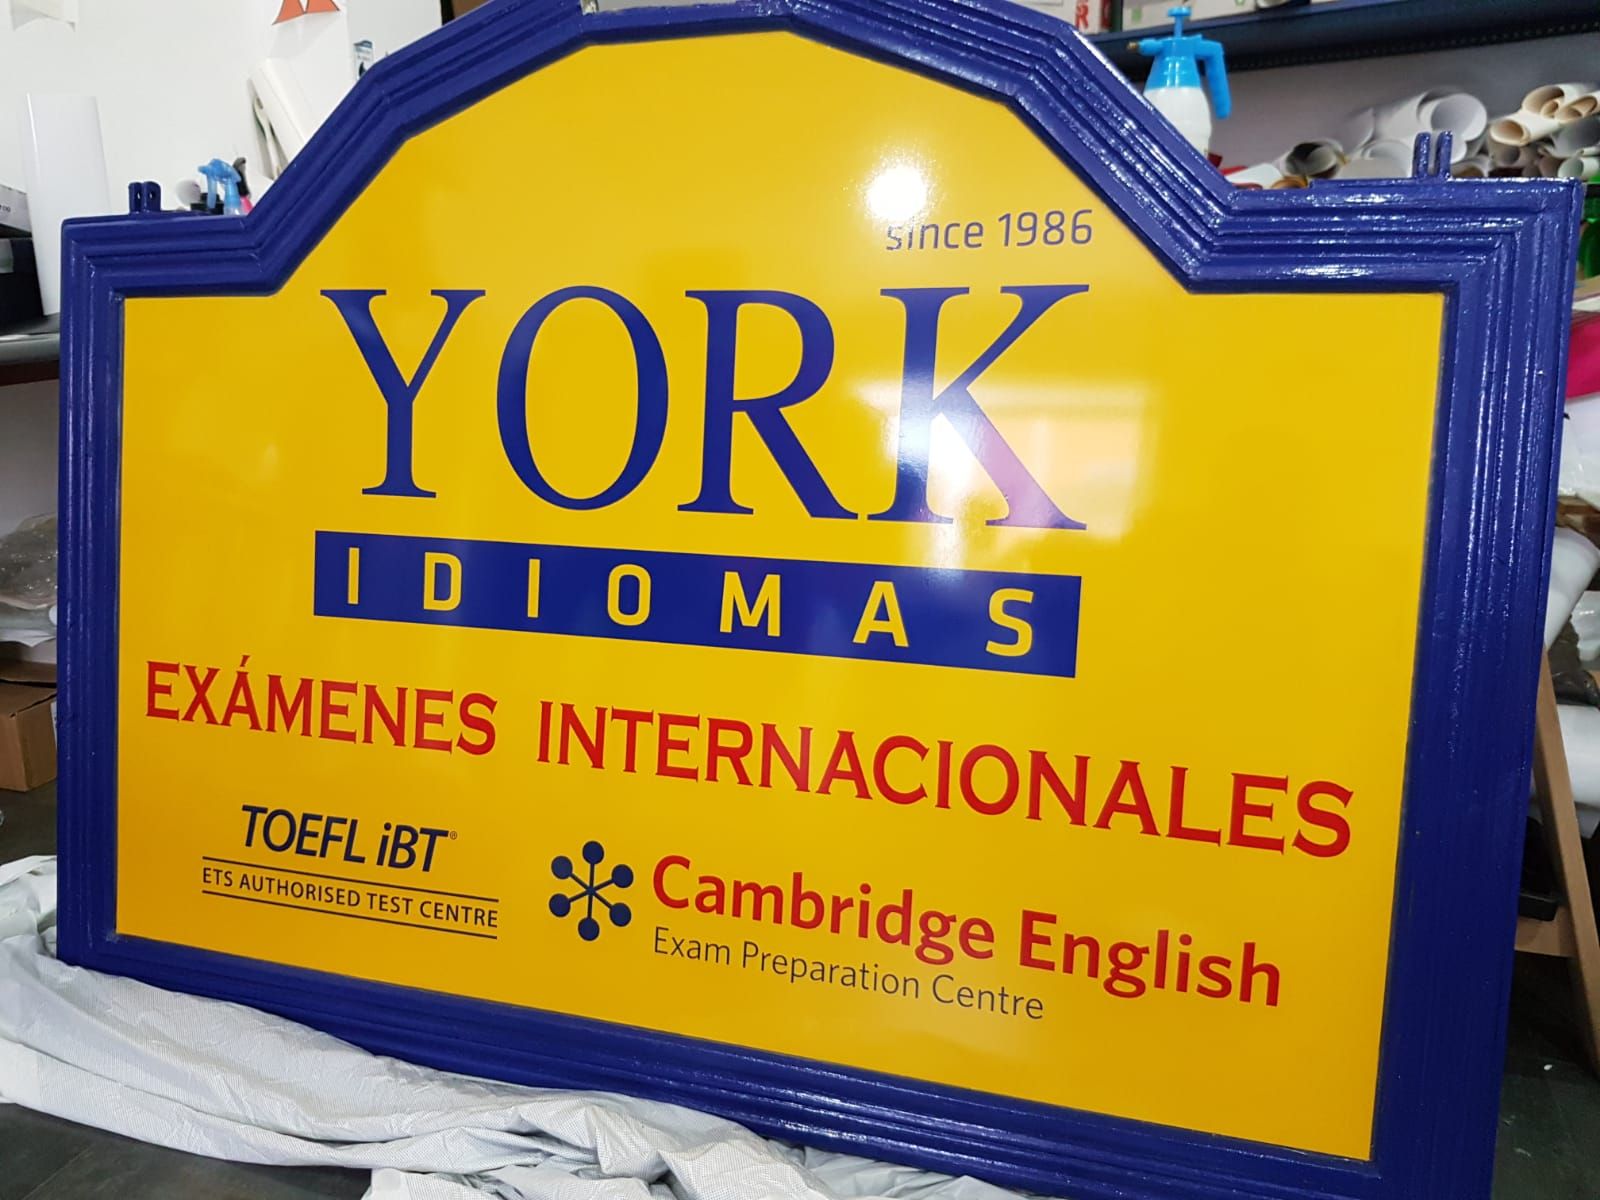 since 1986
YORK
IDIOMAS
EXÁMENES INTERNACIONALES
TOEFL iBT®
ETS AUTHORISED TEST CENTRE
Cambridge English
Exam Preparation Centre